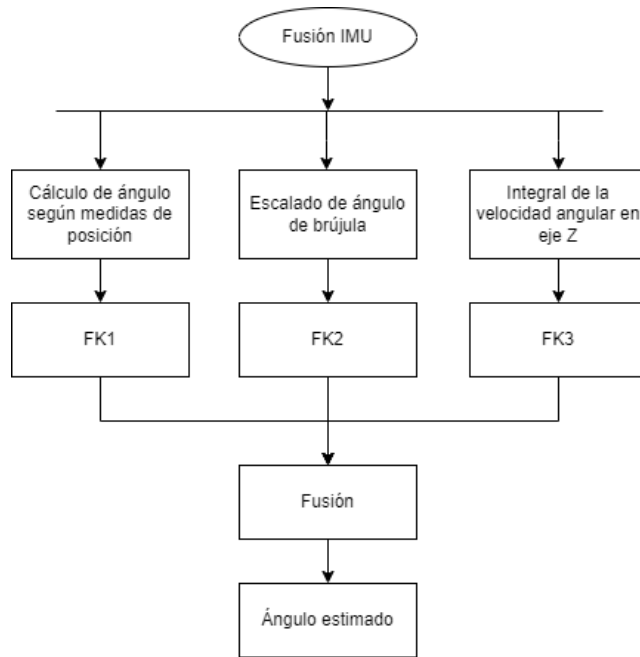 Fusión IMU
Cálculo de ángulo
según medidas de
posición
Escalado de ángulo
de brújula
Integral de la
velocidad angular en
eje Z
FK1
FK2
FK3
Fusión
Ángulo estimado